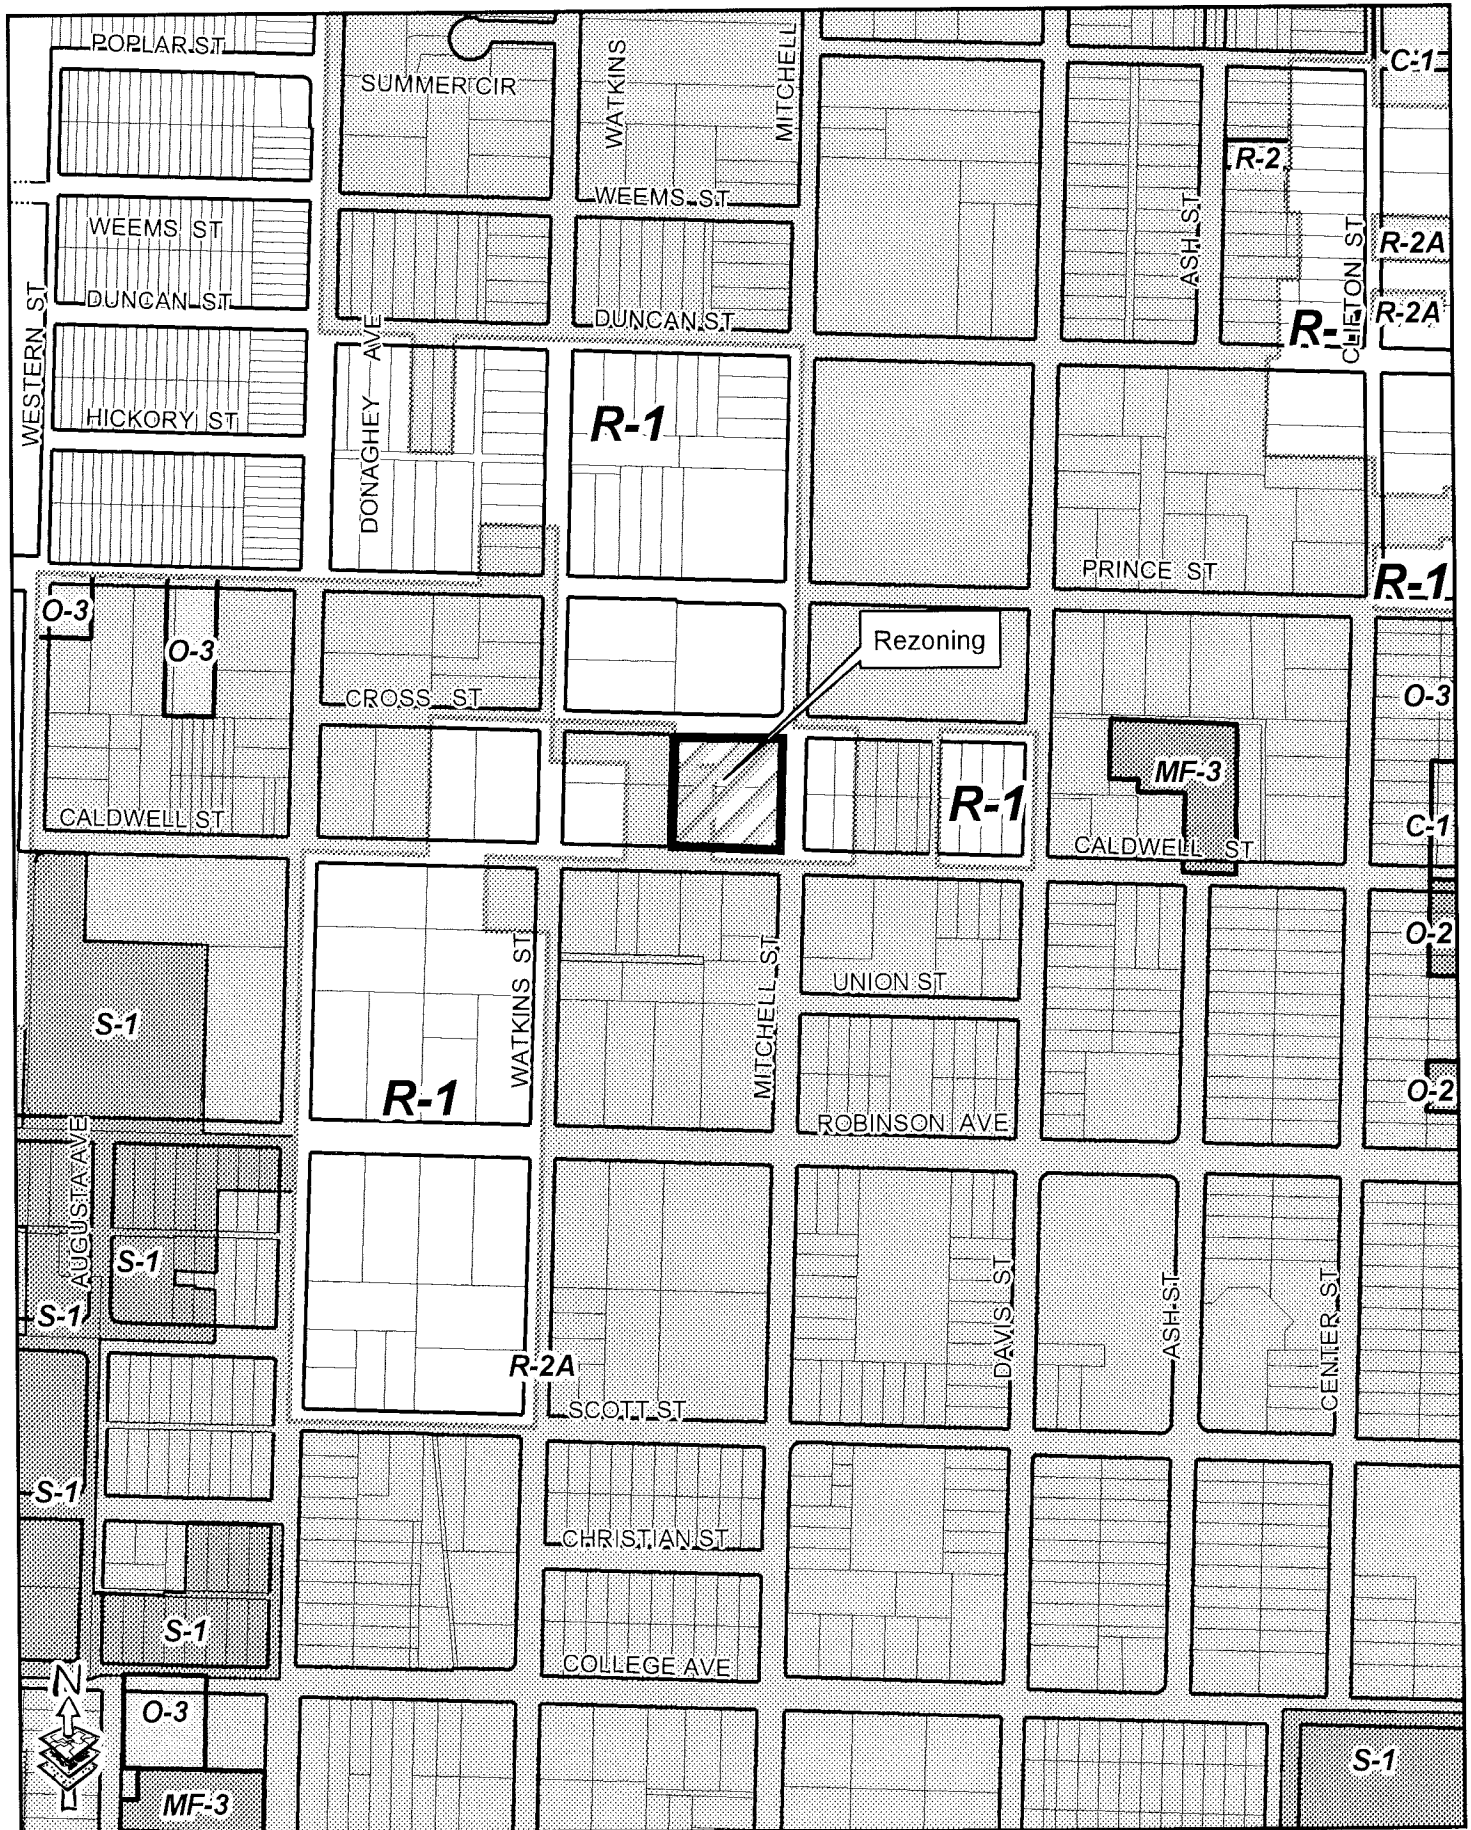 POPLAR ST
SUMMER CIR
WATKINS
MITCHELL
C-1
R-2
WEEMS ST
WEEMS ST
ASH ST
CLIFTON ST
R-2A
DUNCAN ST
DUNCAN ST
R-2A
R-
WESTERN ST
DONAGHEY AVE
HICKORY ST
R-1
PRINCE ST
R-1
O-3
O-3
Rezoning
CROSS ST
O-3
MF-3
R-1
CALDWELL ST
CALDWELL ST
C-1
O-2
WATKINS ST
MITCHELL ST
UNION ST
S-1
R-1
O-2
ROBINSON AVE
AUGUSTA AVE
S-1
S-1
DAVIS ST
ASH ST
CENTER ST
R-2A
SCOTT ST
S-1
CHRISTIAN ST
S-1
COLLEGE AVE
N
O-3
S-1
MF-3